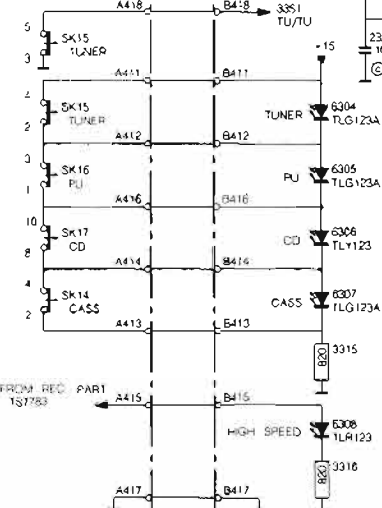 A418 B418 3351
TU/TU
5 SK15
TUNER
3
-15
A411 B411
4 SK15
TUNER
2
TUNER 6304
TLG123A
A412 B412
3 SK16
PU
1
PU 6305
TLG123A
A416 B416
10 SK17
CD
8
CD 6306
TLY123
A414 B414
4 SK14
CASS
2
CASS 6307
TLG123A
A413 B413
820 3315
FROM REC. PART
A415 B415
HIGH SPEED 6308
TLR123
820 3316
A417 B417